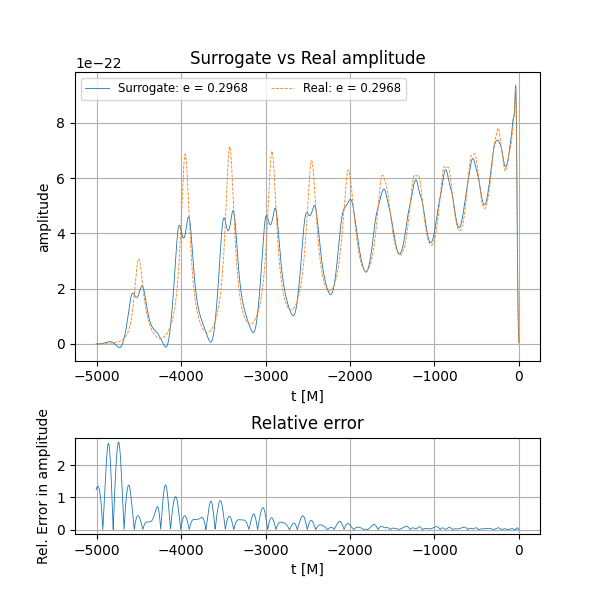 Surrogate vs Real amplitude
1e−22
Surrogate: e = 0.2968 Real: e = 0.2968
amplitude
8
6
4
2
0
−5000 −4000 −3000 −2000 −1000 0
t [M]
Relative error
Rel. Error in amplitude
2
1
0
−5000 −4000 −3000 −2000 −1000 0
t [M]